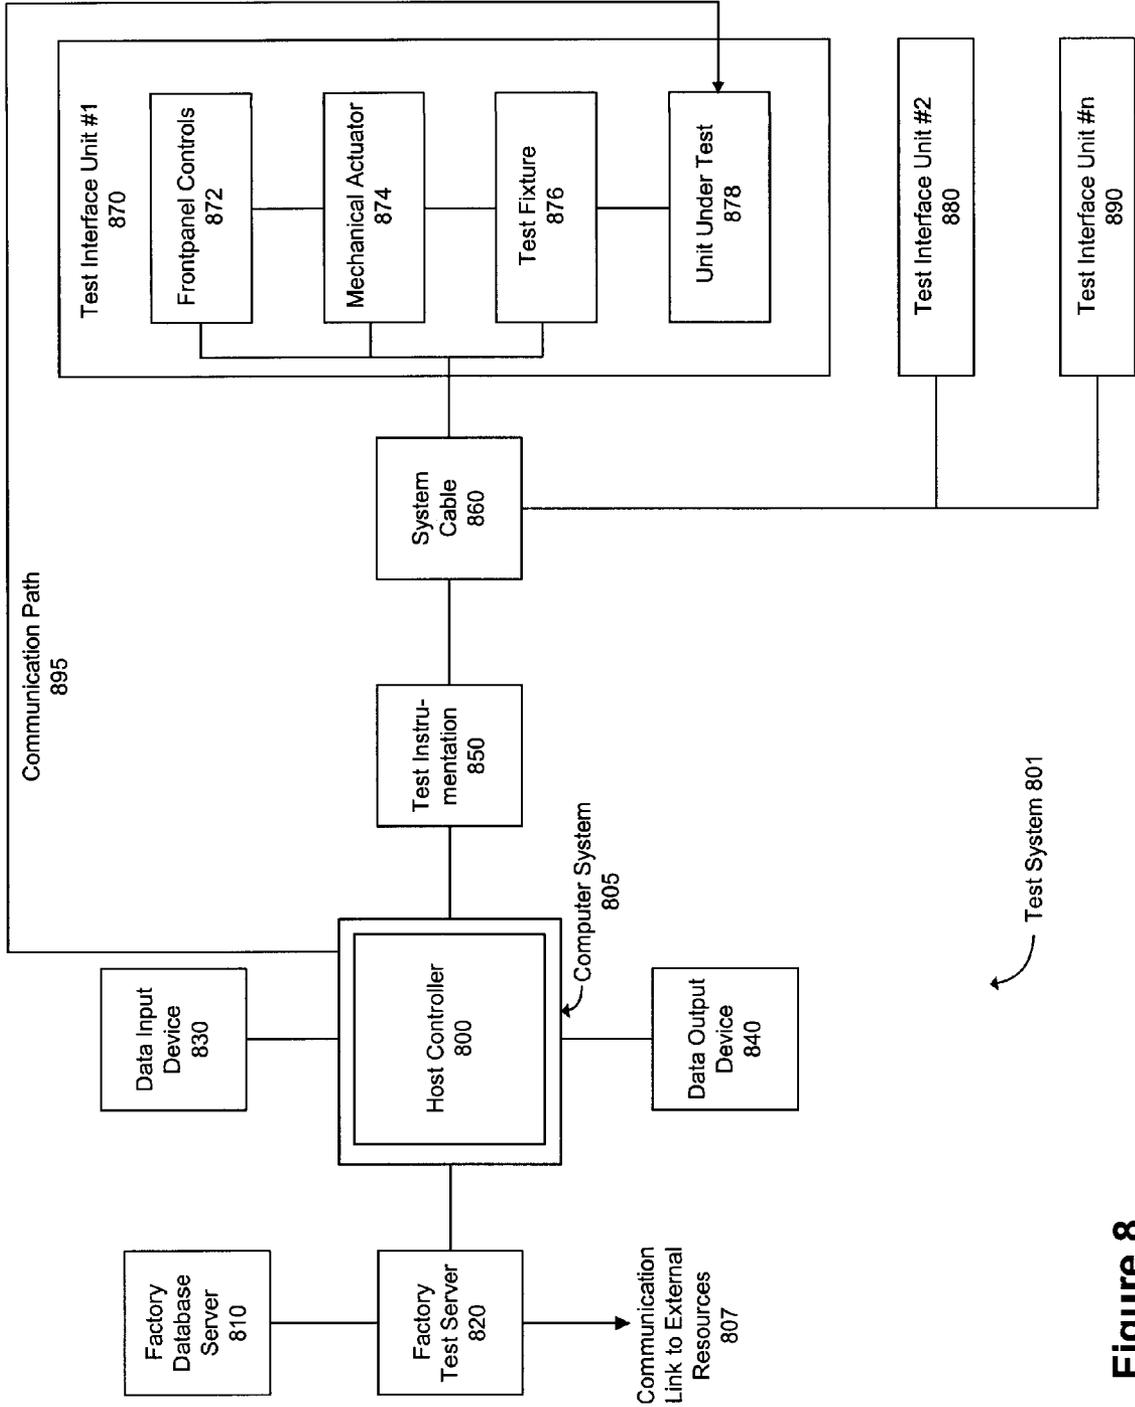 Communication Path
895
Test Interface Unit #1
870
Frontpanel Controls
872
Mechanical Actuator
874
Test Fixture
876
Unit Under Test
878
Test Interface Unit #2
880
Test Interface Unit #n
890
System
Cable
860
Test Instru-
mentation
850
Data Input
Device
830
Host Controller
800
Computer System
805
Data Output
Device
840
Factory
Database
Server
810
Factory
Test Server
820
Communication
Link to External
Resources
807
Test System 801
Figure 8